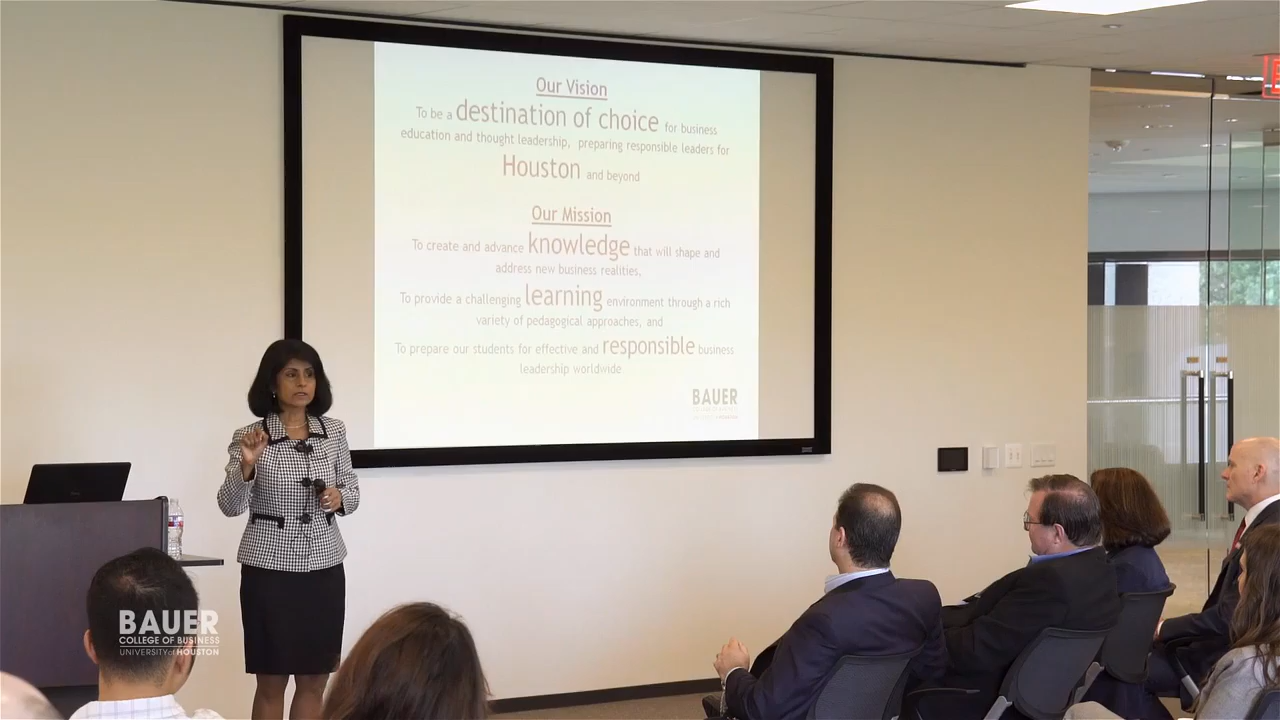 Our Vision
To be a destination of choice for business
education and thought leadership, preparing responsible leaders for
Houston and beyond
Our Mission
To create and advance knowledge that will shape and
address new business realities,
To provide a challenging learning environment through a rich
variety of pedagogical approaches, and
To prepare our students for effective and responsible business
leadership worldwide
BAUER
BAUER
COLLEGE OF BUSINESS
UNIVERSITY of HOUSTON